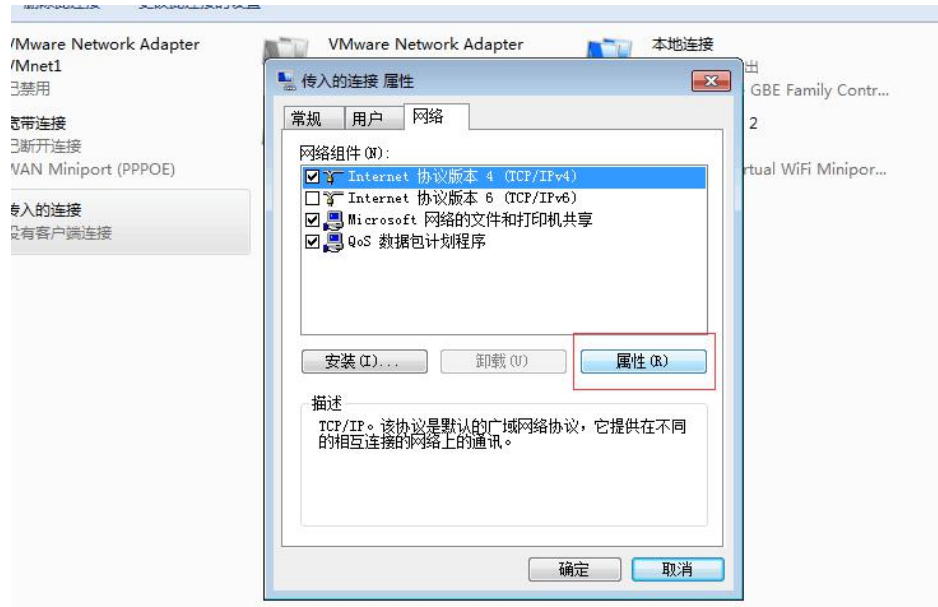 VMware Network Adapter
本地连接
Mware Network Adapter
Mnet1
已禁用
出
GBE Family Contr...
宽带连接
已断开连接
WAN Miniport (PPPOE)
2
rtual WiFi Minipor...
传入的连接
没有客户端连接
传入的连接 属性
常规
用户
网络
网络组件(N):
Internet 协议版本 4 (TCP/IPv4)
Internet 协议版本 6 (TCP/IPv6)
Microsoft 网络的文件和打印机共享
QoS 数据包计划程序
安装(I)...
卸载(U)
属性(R)
描述
TCP/IP。该协议是默认的广域网络协议，它提供在不同
的相互连接的网络上的通讯。
确定
取消